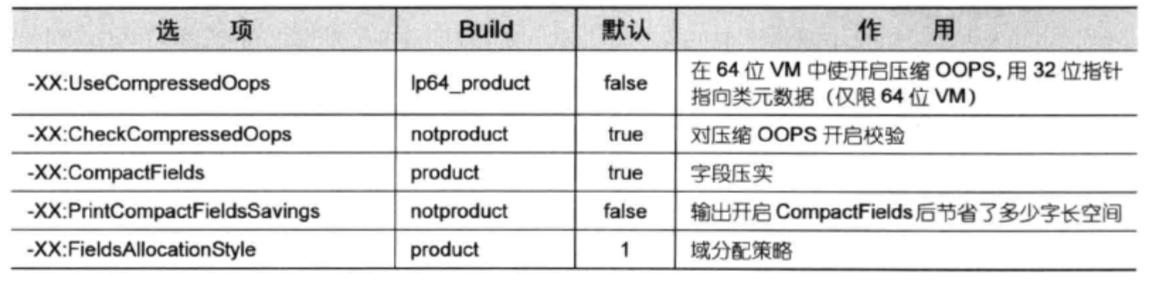 选 项 Build 默认 作 用
-XX:UseCompressedOops lp64_product false 在 64 位 VM 中使开启压缩 OOPS, 用 32 位指针
指向类元数据（仅限 64 位 VM）
-XX:CheckCompressedOops notproduct true 对压缩 OOPS 开启校验
-XX:CompactFields product true 字段压实
-XX:PrintCompactFieldsSavings notproduct false 输出开启 CompactFields 后节省了多少字长空间
-XX:FieldsAllocationStyle product 1 域分配策略